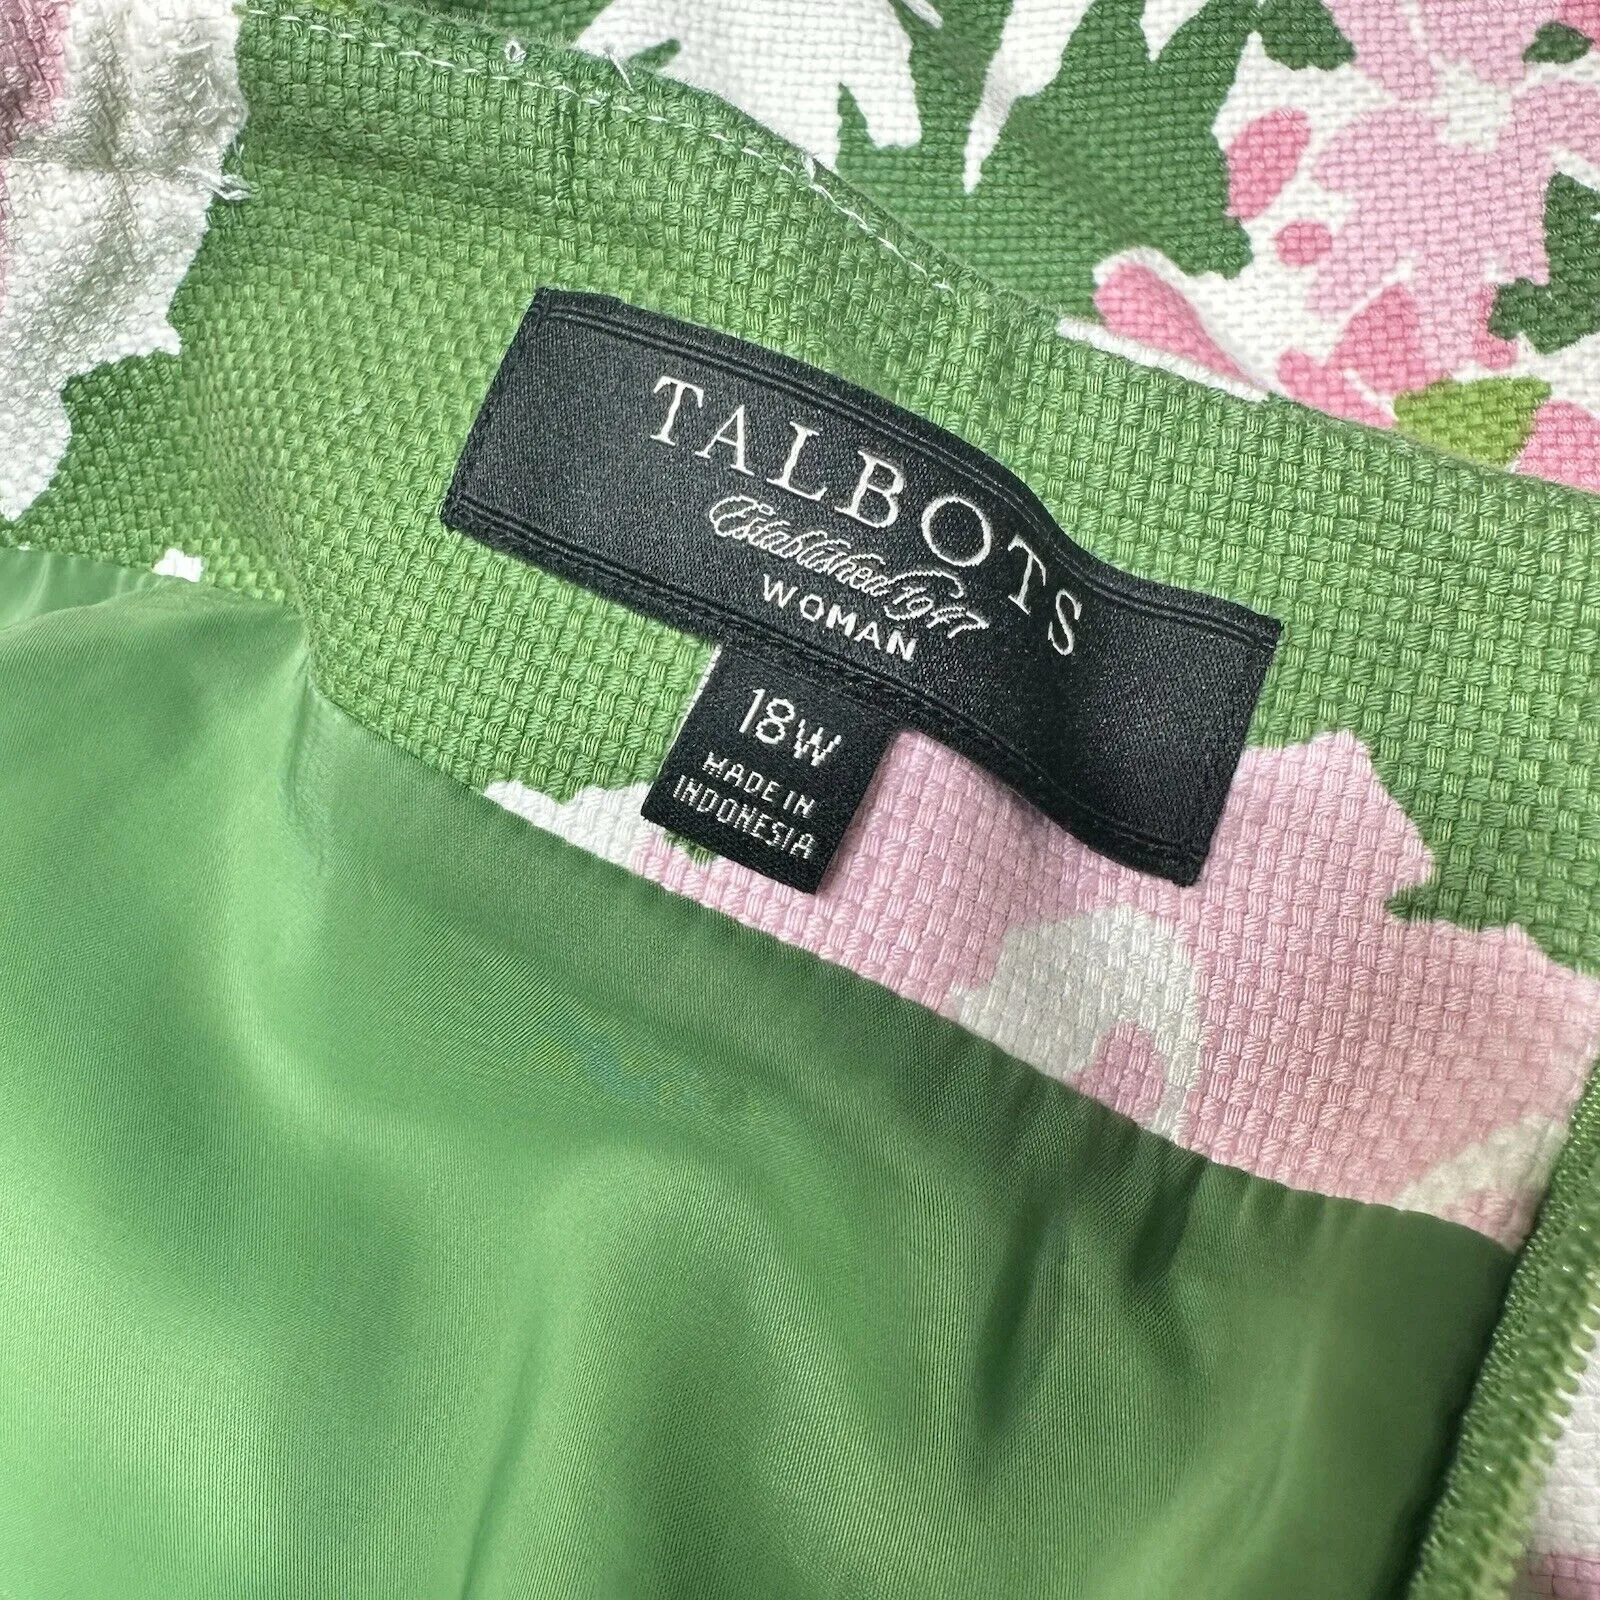 TALBOTS
Established 1947
WOMAN
18W
MADE IN
INDONESIA